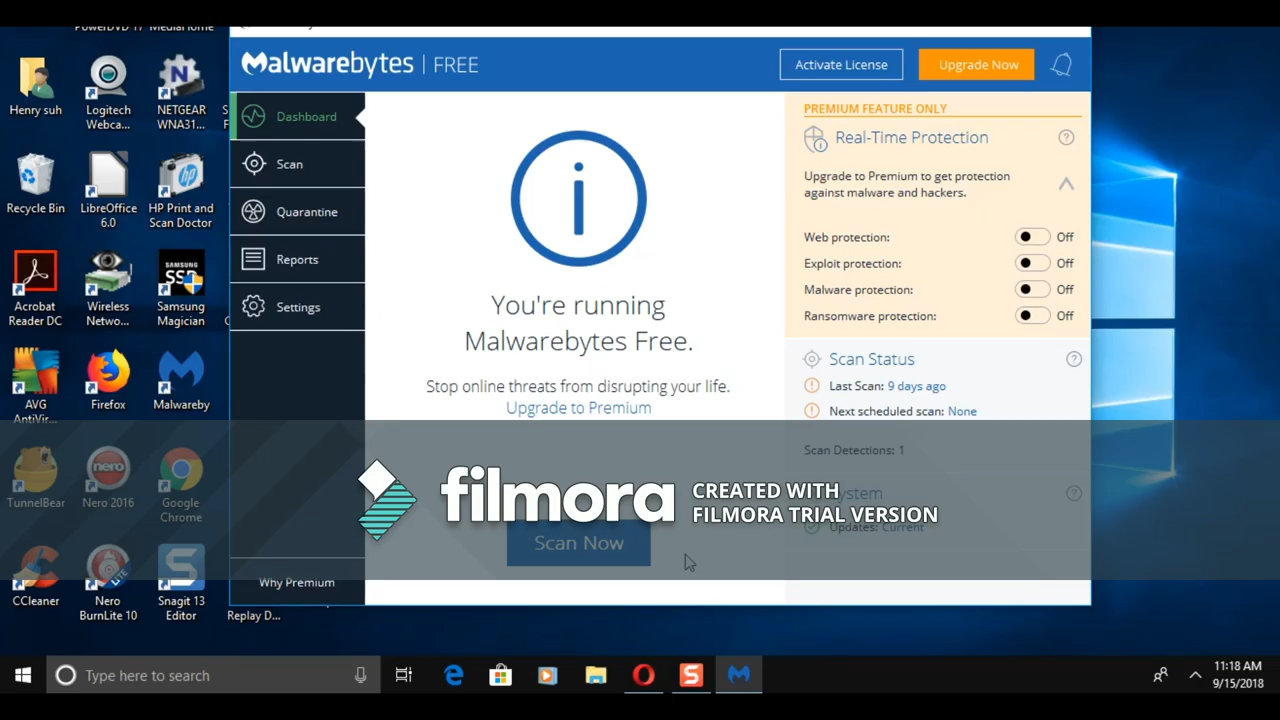 PowerDVD 17
MediaHome
Henry suh
Logitech
Webca...
NETGEAR
WNA31...
Recycle Bin
LibreOffice
6.0
HP Print and
Scan Doctor
Acrobat
Reader DC
Wireless
Netwo...
SAMSUNG
SSD
Samsung
Magician
AVG
AntiVir...
Firefox
Malwareby
TunnelBear
nero
Nero 2016
Google
Chrome
CCleaner
LITE
Nero
BurnLite 10
S
Snagit 13
Editor
Replay D...
Malwarebytes | FREE
Activate License
Upgrade Now
Dashboard
Scan
Quarantine
Reports
Settings
Why Premium
i
You're running
Malwarebytes Free.
Stop online threats from disrupting your life.
Upgrade to Premium
Scan Now
PREMIUM FEATURE ONLY
Real-Time Protection
?
Upgrade to Premium to get protection
against malware and hackers.
Web protection: Off
Exploit protection: Off
Malware protection: Off
Ransomware protection: Off
Scan Status
?
Last Scan: 9 days ago
Next scheduled scan: None
Scan Detections: 1
?
Updates: Current
filmora
CREATED WITH
FILMORA TRIAL VERSION
Type here to search
S
11:18 AM
9/15/2018